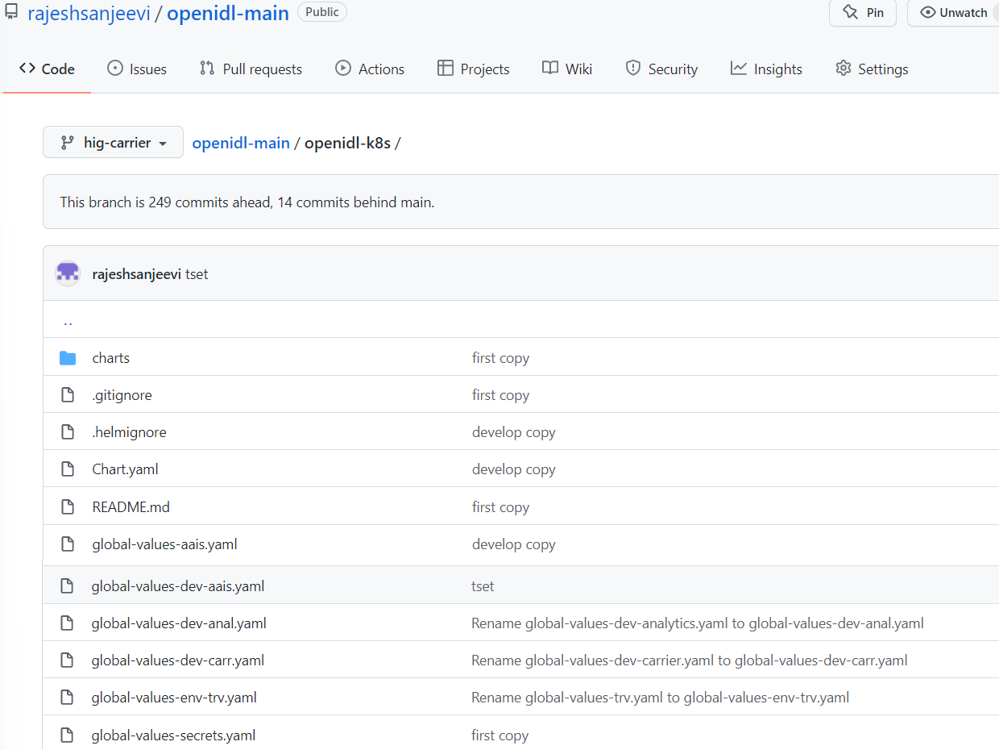 rajeshsanjeevi / openidl-main Public Pin Unwatch
Code Issues Pull requests Actions Projects Wiki Security Insights Settings
hig-carrier openidl-main / openidl-k8s /
This branch is 249 commits ahead, 14 commits behind main.
rajeshsanjeevi tset
..
charts first copy
.gitignore first copy
.helmignore develop copy
Chart.yaml develop copy
README.md first copy
global-values-aais.yaml develop copy
global-values-dev-aais.yaml tset
global-values-dev-anal.yaml Rename global-values-dev-analytics.yaml to global-values-dev-anal.yaml
global-values-dev-carr.yaml Rename global-values-dev-carrier.yaml to global-values-dev-carr.yaml
global-values-env-trv.yaml Rename global-values-trv.yaml to global-values-env-trv.yaml
global-values-secrets.yaml first copy